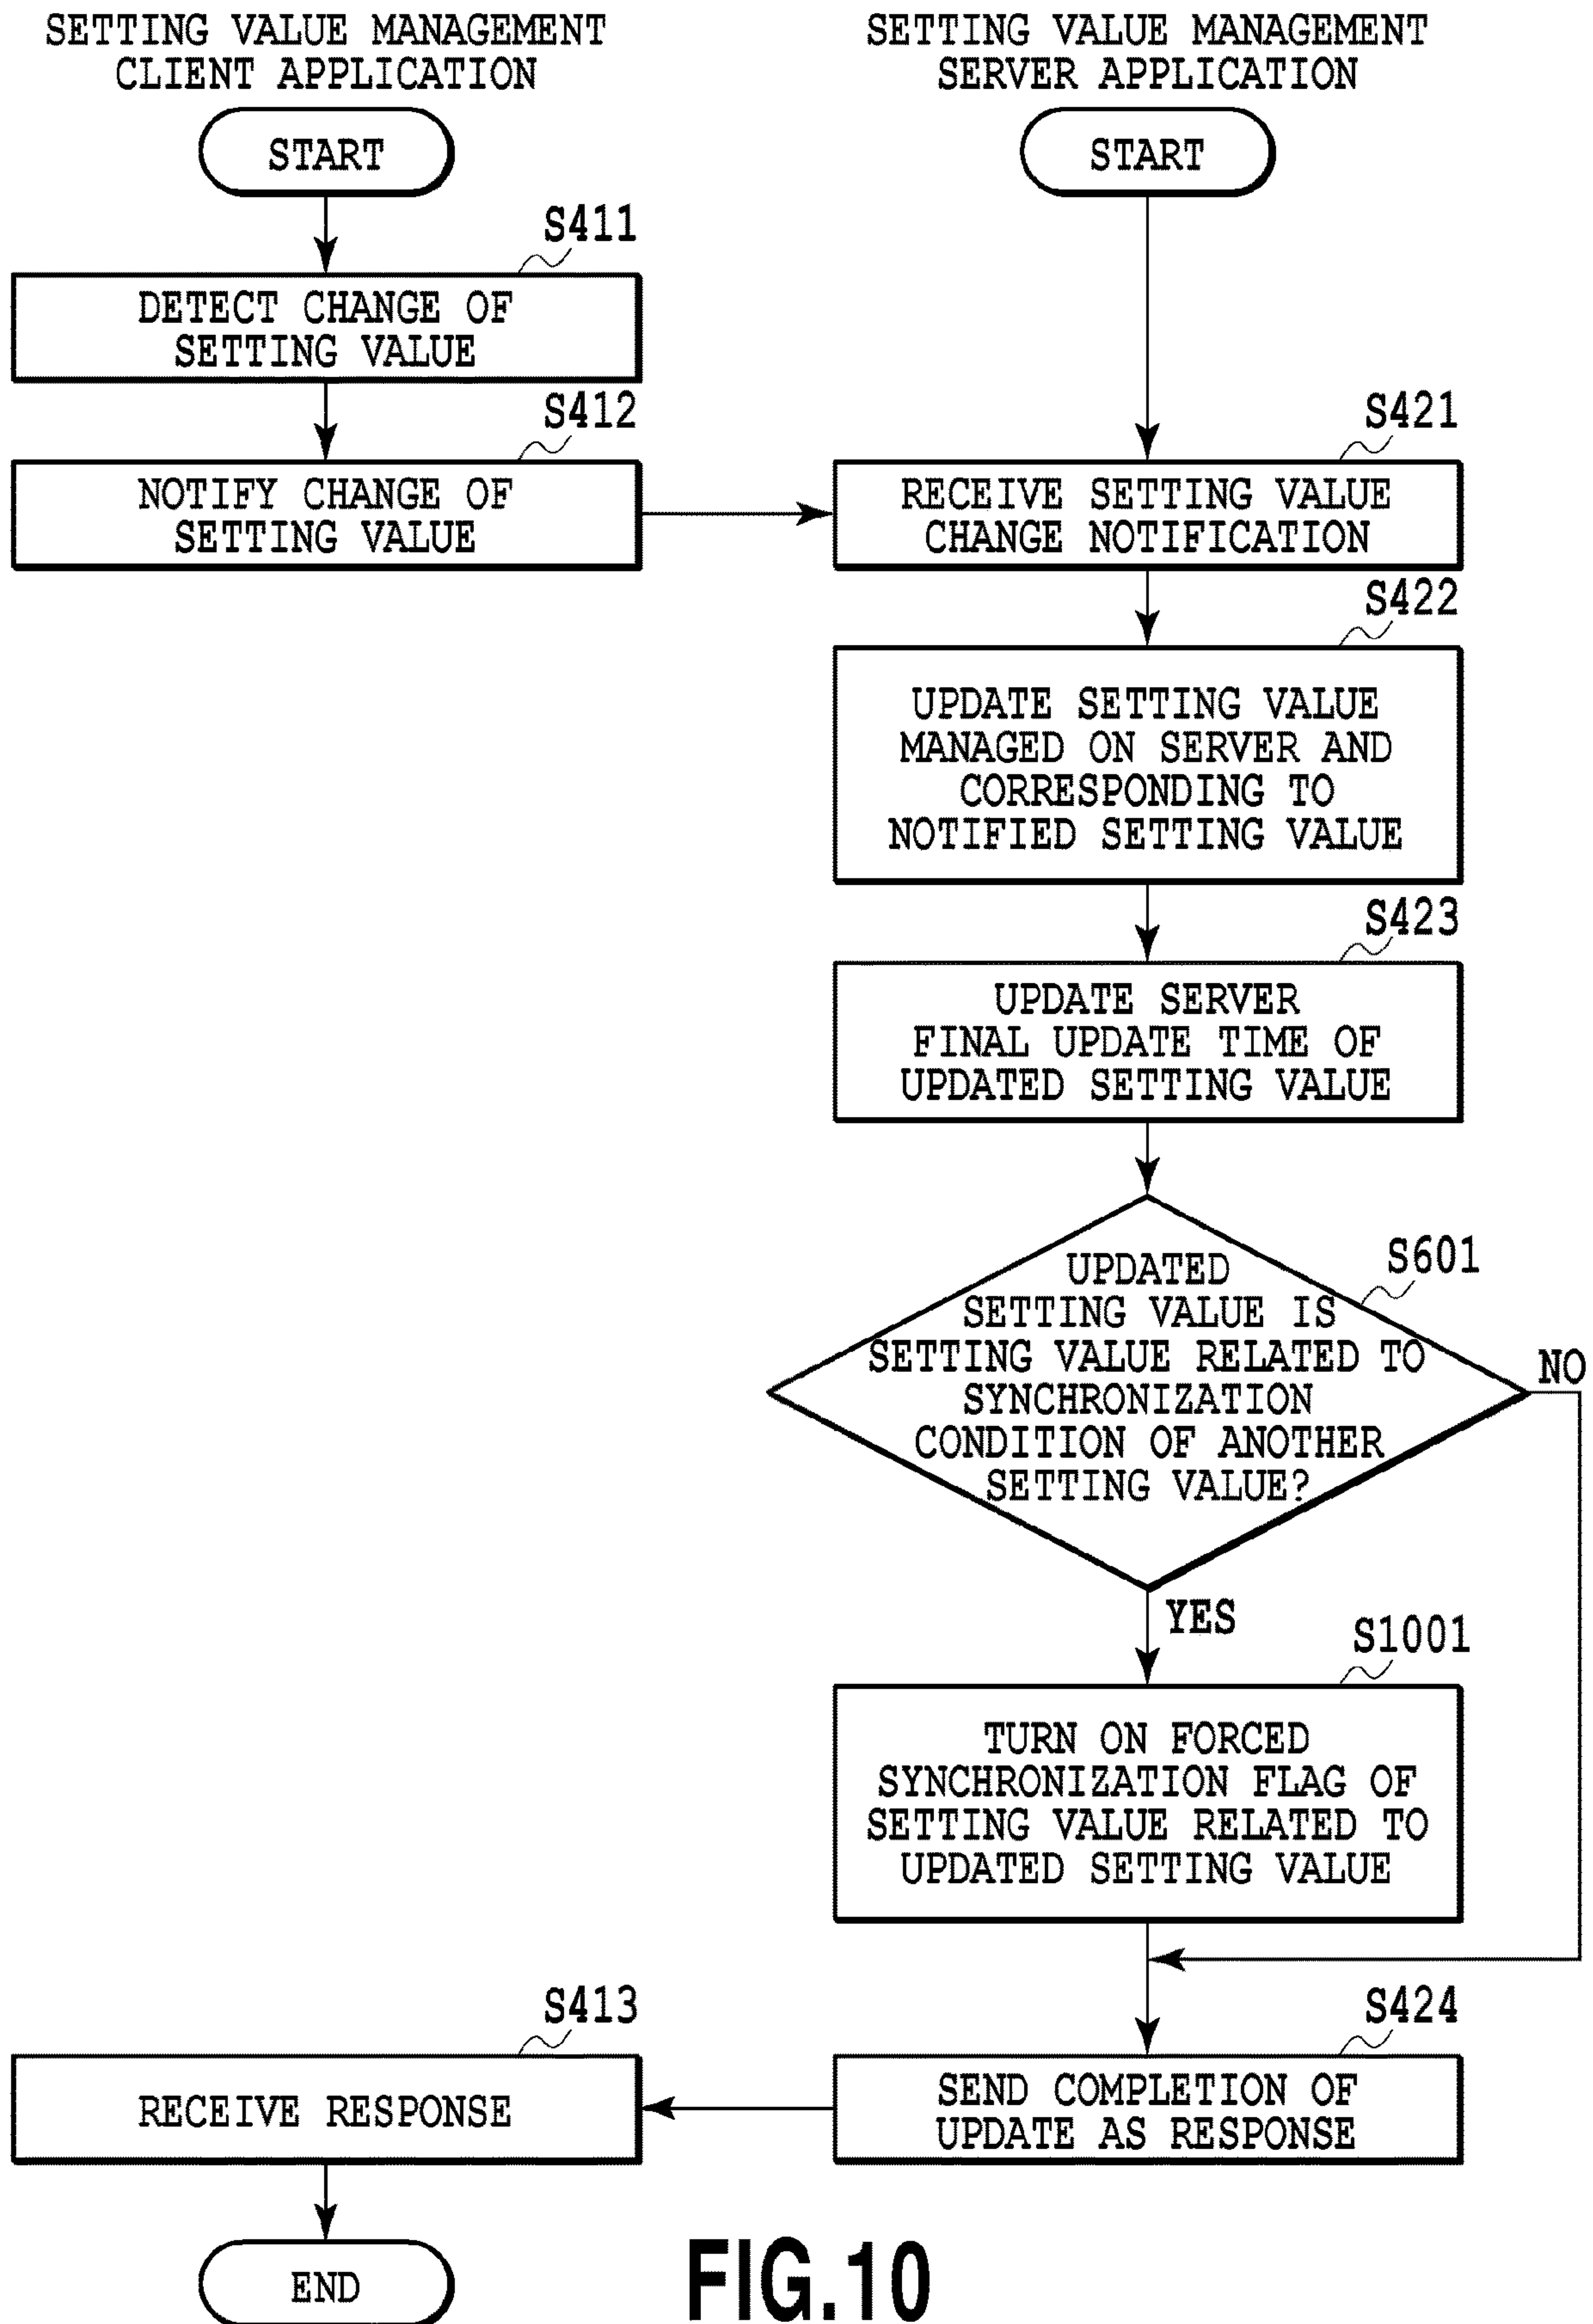 SETTING VALUE MANAGEMENT
CLIENT APPLICATION
SETTING VALUE MANAGEMENT
SERVER APPLICATION
START
START
S411
DETECT CHANGE OF
SETTING VALUE
S412
NOTIFY CHANGE OF
SETTING VALUE
S421
RECEIVE SETTING VALUE
CHANGE NOTIFICATION
S422
UPDATE SETTING VALUE
MANAGED ON SERVER AND
CORRESPONDING TO
NOTIFIED SETTING VALUE
S423
UPDATE SERVER
FINAL UPDATE TIME OF
UPDATED SETTING VALUE
S601
UPDATED
SETTING VALUE IS
SETTING VALUE RELATED TO
SYNCHRONIZATION
CONDITION OF ANOTHER
SETTING VALUE?
NO
YES
S1001
TURN ON FORCED
SYNCHRONIZATION FLAG OF
SETTING VALUE RELATED TO
UPDATED SETTING VALUE
S424
SEND COMPLETION OF
UPDATE AS RESPONSE
S413
RECEIVE RESPONSE
END
FIG.10